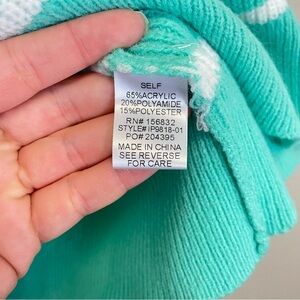 SELF
65%ACRYLIC
20%POLYAMIDE
15%POLYESTER
RN# 156832
STYLE#IP9818-01
PO# 204395
MADE IN CHINA
SEE REVERSE
FOR CARE